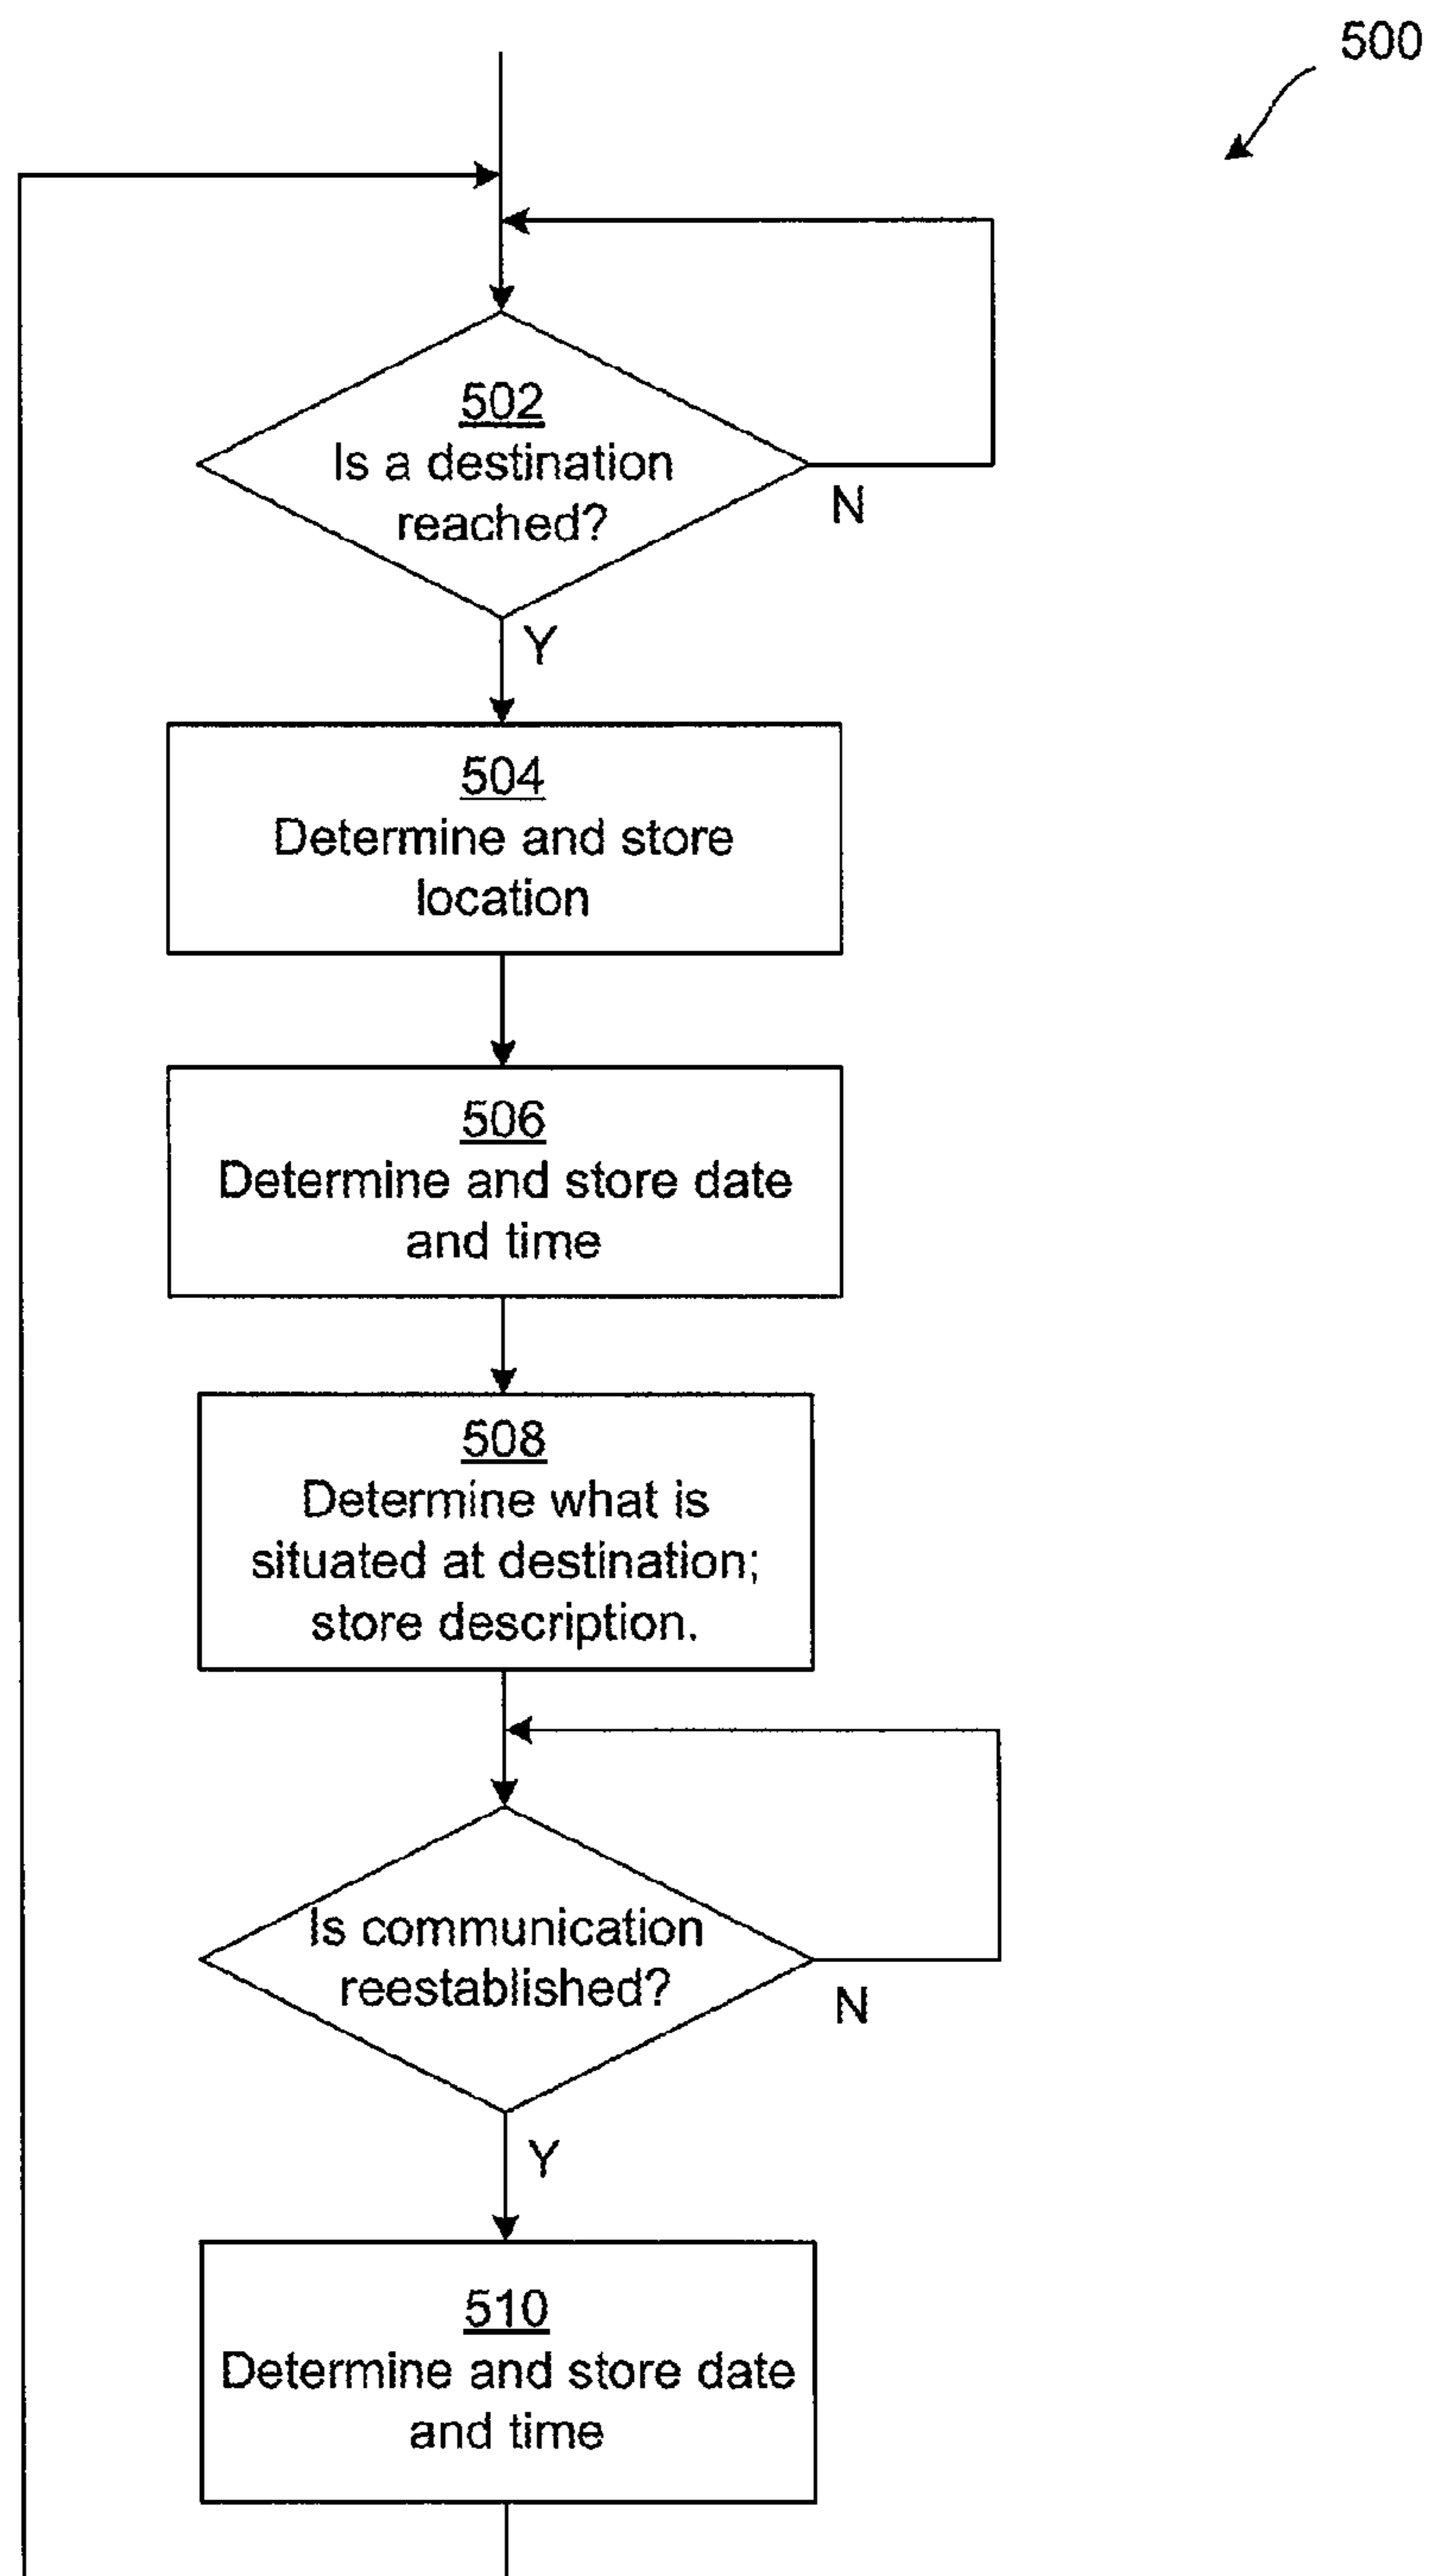 500
502
Is a destination
reached?
N
Y
504
Determine and store
location
506
Determine and store date
and time
508
Determine what is
situated at destination;
store description.
Is communication
reestablished?
N
Y
510
Determine and store date
and time